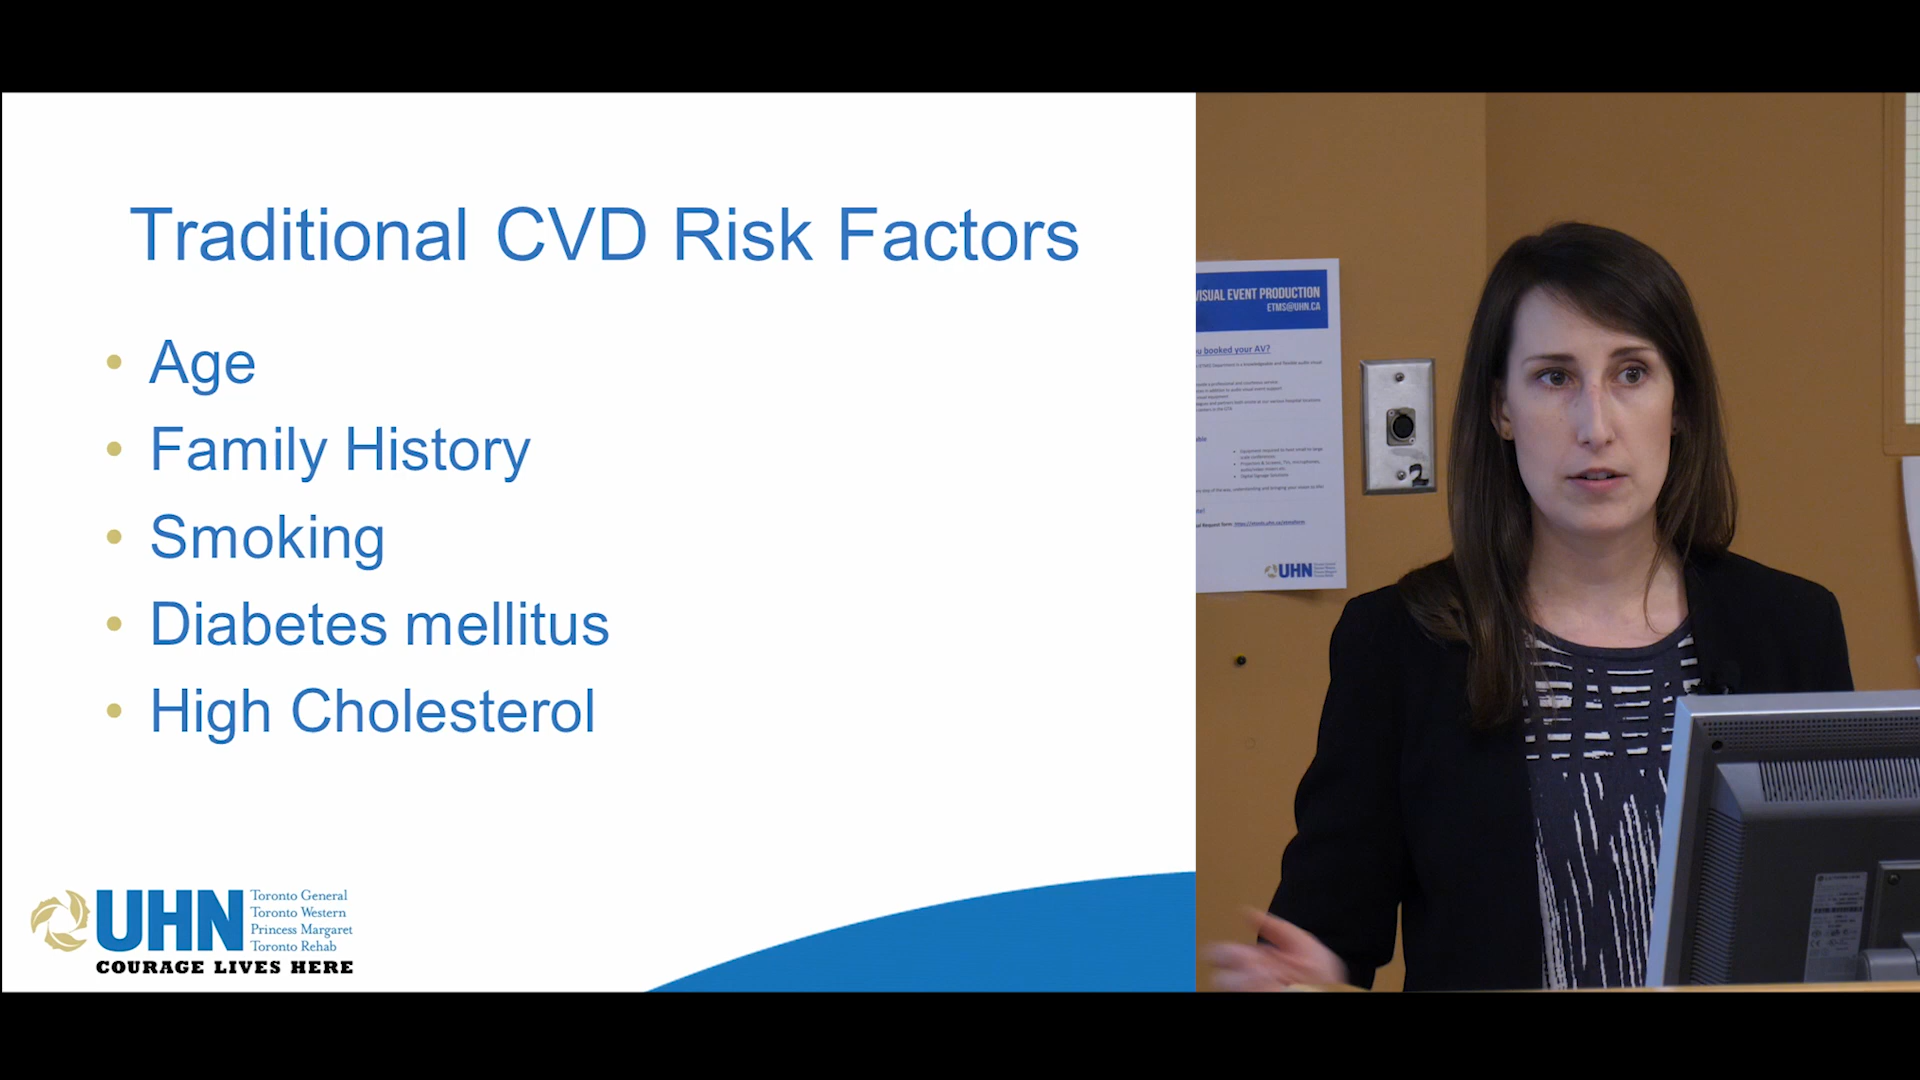 Traditional CVD Risk Factors
• Age
• Family History
• Smoking
• Diabetes mellitus
• High Cholesterol
UHN
Toronto General
Toronto Western
Princess Margaret
Toronto Rehab
COURAGE LIVES HERE
VISUAL EVENT PRODUCTION
ETMS@UHN.CA
u booked your AV?
UHN
2